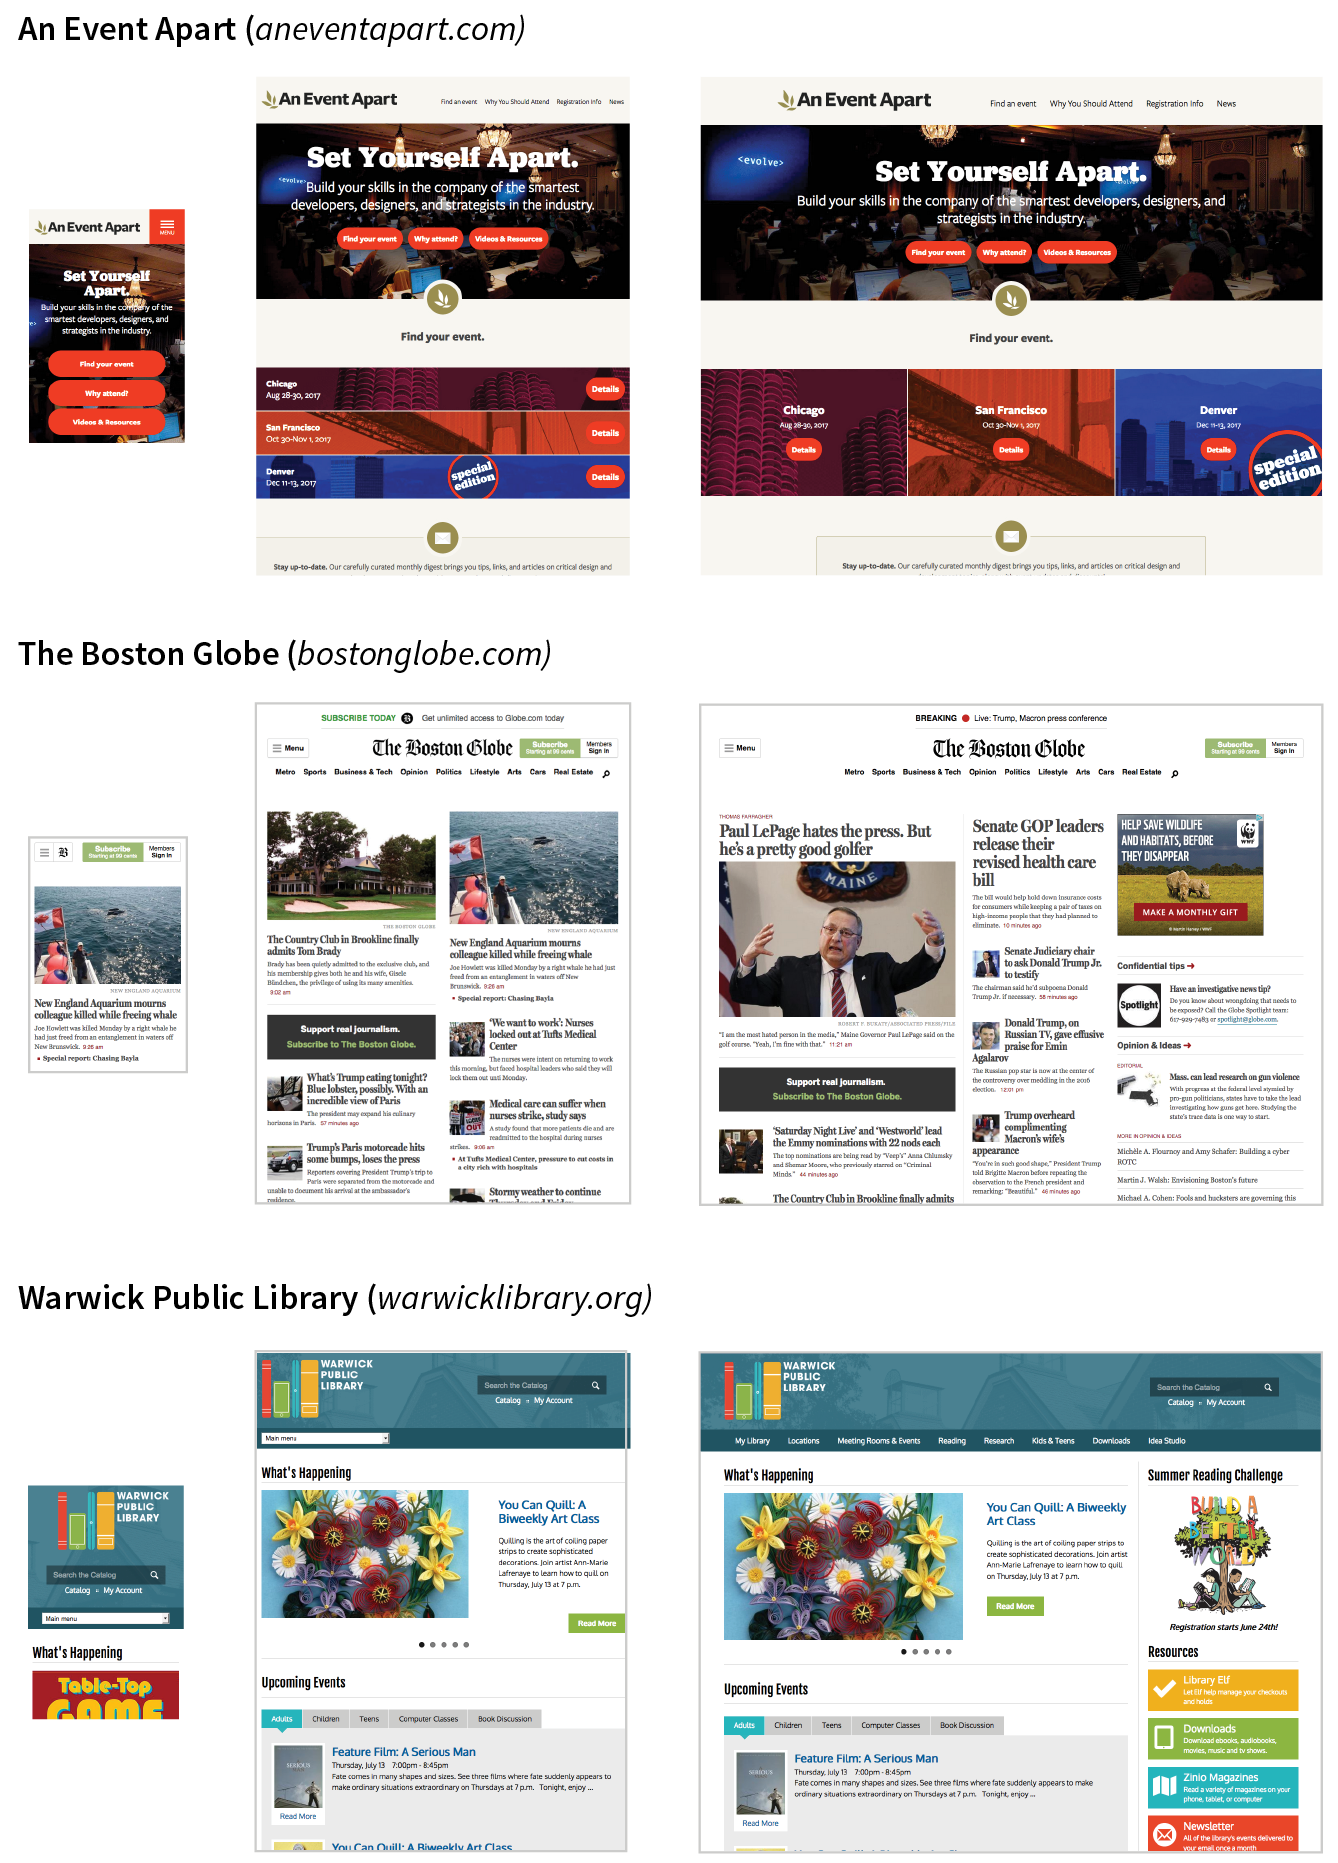 An Event Apart (aneventapart.com)
An Event Apart
MENU
Set Yourself
Apart.
Build your skills in the company of the
smartest developers, designers, and
strategists in the industry.
Find your event
Why attend?
Videos & Resources
An Event Apart
Find an event Why You Should Attend Registration Info News
<evolve>
Set Yourself Apart.
Build your skills in the company of the smartest
developers, designers, and strategists in the industry.
Find your event Why attend? Videos & Resources
Find your event.
Chicago
Aug 28-30, 2017
Details
San Francisco
Oct 30-Nov 1, 2017
Details
Denver
Dec 11-13, 2017
special
edition
Details
Stay up-to-date. Our carefully curated monthly digest brings you tips, links, and articles on critical design and
An Event Apart
Find an event Why You Should Attend Registration Info News
<evolve>
Set Yourself Apart.
<evolve>
Build your skills in the company of the smartest developers, designers, and
strategists in the industry.
Find your event Why attend? Videos & Resources
Find your event.
Chicago
Aug 28-30, 2017
Details
San Francisco
Oct 30-Nov 1, 2017
Details
Denver
Dec 11-13, 2017
Details
special
edition
Stay up-to-date. Our carefully curated monthly digest brings you tips, links, and articles on critical design and
The Boston Globe (bostonglobe.com)
B
Subscribe
Starting at 99 cents
Members
Sign In
NEW ENGLAND AQUARIUM
New England Aquarium mourns
colleague killed while freeing whale
Joe Howlett was killed Monday by a right whale he
had just freed from an entanglement in waters off
New Brunswick. 9:26 am
Special report: Chasing Bayla
SUBSCRIBE TODAY B Get unlimited access to Globe.com today
Menu
The Boston Globe
Subscribe
Starting at 99 cents
Members
Sign In
Metro Sports Business & Tech Opinion Politics Lifestyle Arts Cars Real Estate
THE BOSTON GLOBE
The Country Club in Brookline finally
admits Tom Brady
Brady has been quietly admitted to the exclusive club, and
his membership gives both he and his wife, Gisele
Bündchen, the privilege of using its many amenities.
9:02 am
Support real journalism.
Subscribe to The Boston Globe.
What's Trump eating tonight?
Blue lobster, possibly. With an
incredible view of Paris
The president may expand his culinary
horizons in Paris. 57 minutes ago
Trump's Paris motorcade hits
some bumps, loses the press
Reporters covering President Trump's trip to
Paris were separated from the motorcade and
unable to document his arrival at the ambassador's
residence.
NEW ENGLAND AQUARIUM
New England Aquarium mourns
colleague killed while freeing whale
Joe Howlett was killed Monday by a right whale he had just
freed from an entanglement in waters off New
Brunswick. 9:26 am
Special report: Chasing Bayla
'We want to work': Nurses
locked out at Tufts Medical
Center
The nurses were intent on returning to work
this morning, but faced hospital leaders who said they will
lock them out until Monday.
Medical care can suffer when
nurses strike, study says
A study found that more patients die and are
readmitted to the hospital during nurses
strikes. 9:06 am
At Tufts Medical Center, pressure to cut costs in
a city rich with hospitals
Stormy weather to continue
BREAKING Live: Trump, Macron press conference
Menu
The Boston Globe
Subscribe
Starting at 99 cents
Members
Sign In
Metro Sports Business & Tech Opinion Politics Lifestyle Arts Cars Real Estate
THOMAS FARRAGHER
Paul LePage hates the press. But
he's a pretty good golfer
MAINE
ROBERT F. BUKATY/ASSOCIATED PRESS/FILE
"I am the most hated person in the media," Maine Governor Paul LePage said on the
golf course. "Yeah, I'm fine with that." 11:21 am
Support real journalism.
Subscribe to The Boston Globe.
'Saturday Night Live' and 'Westworld' lead
the Emmy nominations with 22 nods each
The top nominations are being read by "Veep's" Anna Chlumsky
and Shemar Moore, who previously starred on "Criminal
Minds." 44 minutes ago
The Country Club in Brookline finally admits
Senate GOP leaders
release their
revised health care
bill
The bill would help hold down insurance costs
for consumers while keeping a pair of taxes on
high-income people that they had planned to
eliminate. 10 minutes ago
Senate Judiciary chair
to ask Donald Trump Jr.
to testify
The chairman said he'd subpoena Donald
Trump Jr. if necessary. 58 minutes ago
Donald Trump, on
Russian TV, gave effusive
praise for Emin
Agalarov
The Russian pop star is now at the center of
the controversy over meddling in the 2016
election. 12:01 pm
Trump overheard
complimenting
Macron's wife's
appearance
"You're in such good shape," President Trump
told Brigitte Macron before repeating the
observation to the French president and
remarking: "Beautiful." 46 minutes ago
HELP SAVE WILDLIFE
AND HABITATS, BEFORE
THEY DISAPPEAR
WWF
MAKE A MONTHLY GIFT
© Martin Harvey / WWF
Confidential tips →
Spotlight
Have an investigative news tip?
Do you know about wrongdoing that needs to
be exposed? Call the Globe Spotlight team:
617-929-7483 or spotlight@globe.com.
Opinion & Ideas →
EDITORIAL
Mass. can lead research on gun violence
With progress at the federal level stymied by
pro-gun politicians, states have to take the lead
investigating how guns get here. Studying the
state's trace data is one way to start.
MORE IN OPINION & IDEAS
Michèle A. Flournoy and Amy Schafer: Building a cyber
ROTC
Martin J. Walsh: Envisioning Boston's future
Michael A. Cohen: Fools and hucksters are governing this
Warwick Public Library (warwicklibrary.org)
WARWICK
PUBLIC
LIBRARY
Search the Catalog
Catalog My Account
Main menu
What's Happening
Table-Top
GAME
WARWICK
PUBLIC
LIBRARY
Search the Catalog
Catalog My Account
Main menu
What's Happening
You Can Quill: A
Biweekly Art Class
Quilling is the art of coiling paper
strips to create sophisticated
decorations. Join artist Ann-Marie
Lafrenaye to learn how to quill on
Thursday, July 13 at 7 p.m.
Read More
Upcoming Events
Adults Children Teens Computer Classes Book Discussion
SERIOUS
Feature Film: A Serious Man
Thursday, July 13 7:00pm - 8:45pm
Fate comes in many shapes and sizes. See three films where fate suddenly appears to
make ordinary situations extraordinary on Thursdays at 7 p.m. Tonight, enjoy ...
Read More
You Can Quill: A Biweekly Art Class
WARWICK
PUBLIC
LIBRARY
Search the Catalog
Catalog My Account
My Library Locations Meeting Rooms & Events Reading Research Kids & Teens Downloads Idea Studio
What's Happening
You Can Quill: A Biweekly
Art Class
Quilling is the art of coiling paper strips to
create sophisticated decorations. Join artist
Ann-Marie Lafrenaye to learn how to quill
on Thursday, July 13 at 7 p.m.
Read More
Upcoming Events
Adults Children Teens Computer Classes Book Discussion
SERIOUS
Feature Film: A Serious Man
Thursday, July 13 7:00pm - 8:45pm
Fate comes in many shapes and sizes. See three films where fate suddenly appears to make
ordinary situations extraordinary on Thursdays at 7 p.m. Tonight, enjoy ...
Read More
Summer Reading Challenge
BUILD A
BETTER
WORLD
Registration starts June 24th!
Resources
Library Elf
Let Elf help manage your checkouts
and holds
Downloads
Download ebooks, audiobooks,
movies, music and tv shows.
Zinio Magazines
Read a variety of magazines on your
phone, tablet, or computer
Newsletter
All of the library's events delivered to
your email once a month